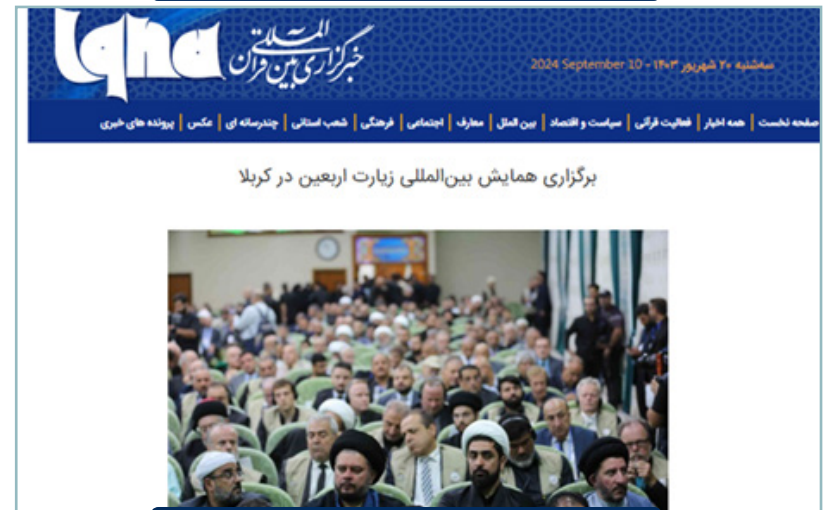 iqna
خبرگزاری بین المللی قرآن
سه‌شنبه ۲۰ شهریور ۱۴۰۳ - 10 September 2024
صفحه نخست | همه اخبار | فعالیت قرآنی | سیاست و اقتصاد | بین الملل | معارف | اجتماعی | فرهنگی | شعب استانی | چندرسانه ای | عکس | پرونده های خبری
برگزاری همایش بین‌المللی زیارت اربعین در کربلا